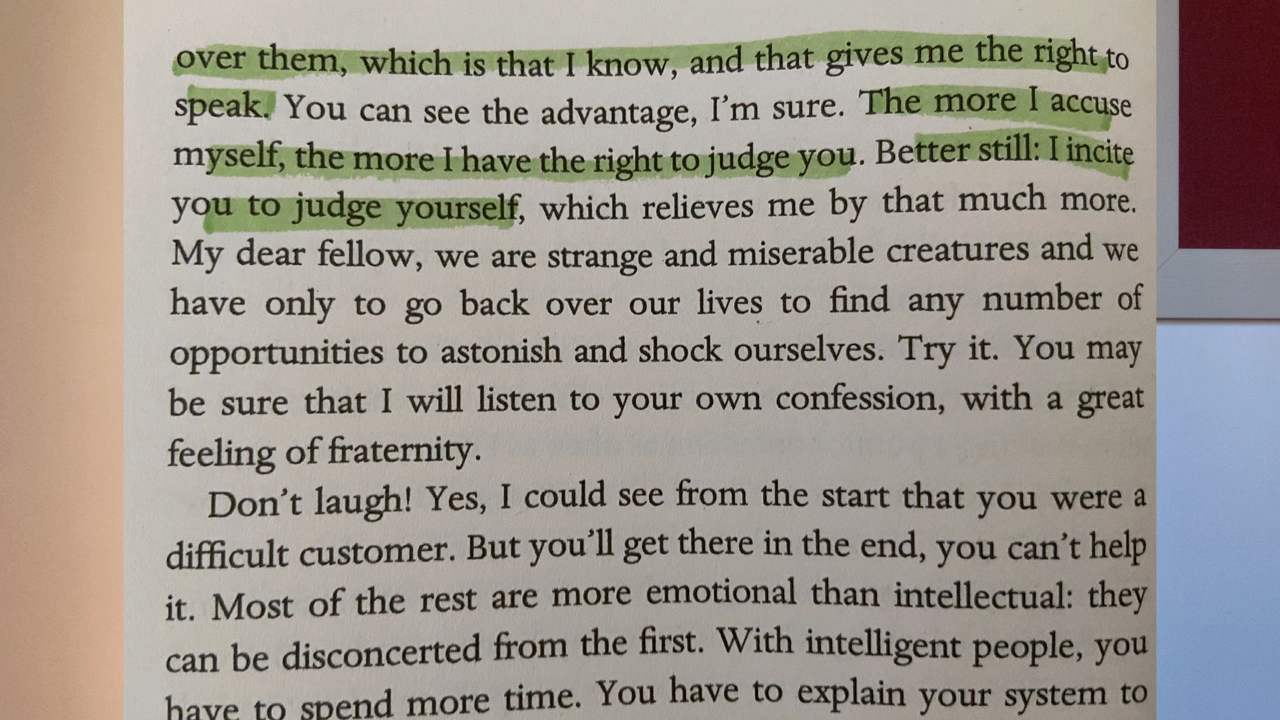 over them, which is that I know, and that gives me the right to
speak. You can see the advantage, I'm sure. The more I accuse
myself, the more I have the right to judge you. Better still: I incite
you to judge yourself, which relieves me by that much more.
My dear fellow, we are strange and miserable creatures and we
have only to go back over our lives to find any number of
opportunities to astonish and shock ourselves. Try it. You may
be sure that I will listen to your own confession, with a great
feeling of fraternity.
Don't laugh! Yes, I could see from the start that you were a
difficult customer. But you'll get there in the end, you can't help
it. Most of the rest are more emotional than intellectual: they
can be disconcerted from the first. With intelligent people, you
have to spend more time. You have to explain your system to